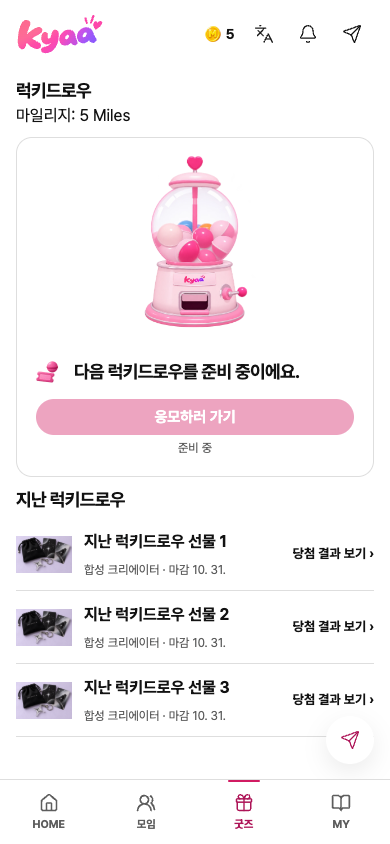 Kyaa
5
럭키드로우
마일리지: 5 Miles
Kyaa
다음 럭키드로우를 준비 중이에요.
응모하러 가기
준비 중
지난 럭키드로우
지난 럭키드로우 선물 1
합성 크리에이터 · 마감 10. 31.
당첨 결과 보기 ›
지난 럭키드로우 선물 2
합성 크리에이터 · 마감 10. 31.
당첨 결과 보기 ›
지난 럭키드로우 선물 3
합성 크리에이터 · 마감 10. 31.
당첨 결과 보기 ›
HOME
모임
굿즈
MY